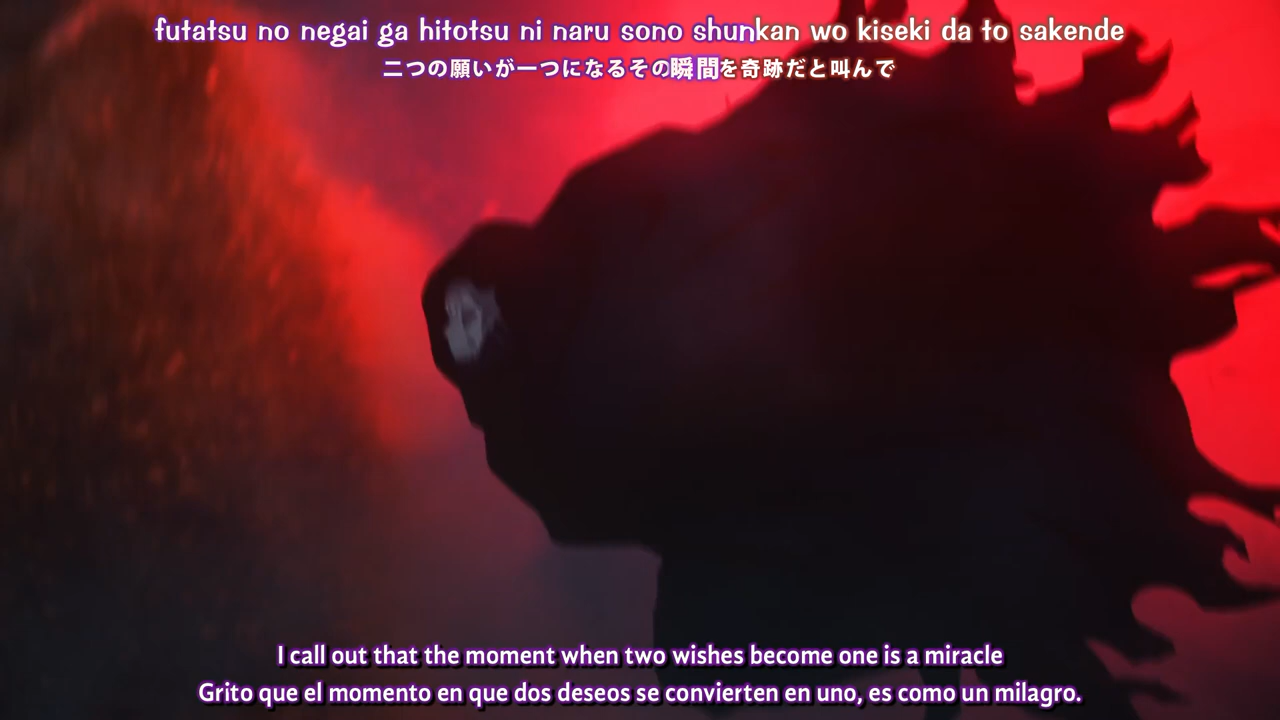 futatsu no negai ga hitotsu ni naru sono shunkan wo kiseki da to sakende
二つの願いが一つになるその瞬間を奇跡だと叫んで
I call out that the moment when two wishes become one is a miracle
Grito que el momento en que dos deseos se convierten en uno, es como un milagro.